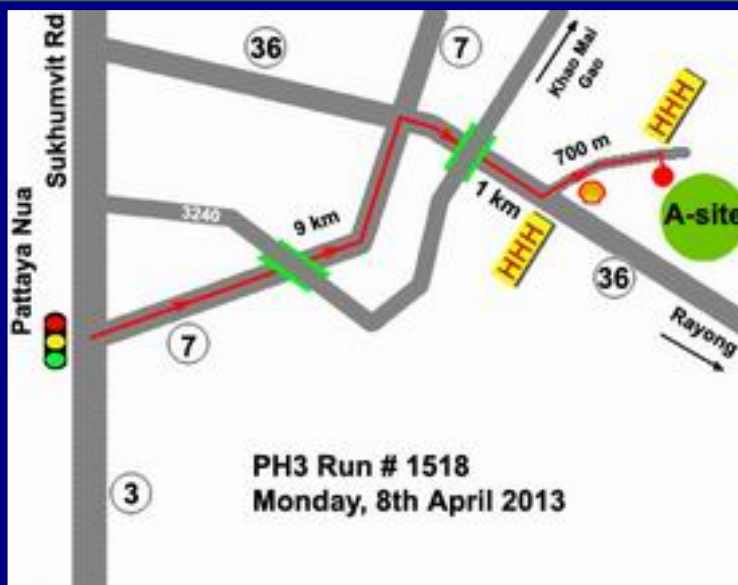 Sukhumvit Rd
Pattaya Nua
36
7
Khao Mai
Gao
HHH
700 m
3240
9 km
1 km
A-site
HHH
36
7
Rayong
3
PH3 Run # 1518
Monday, 8th April 2013